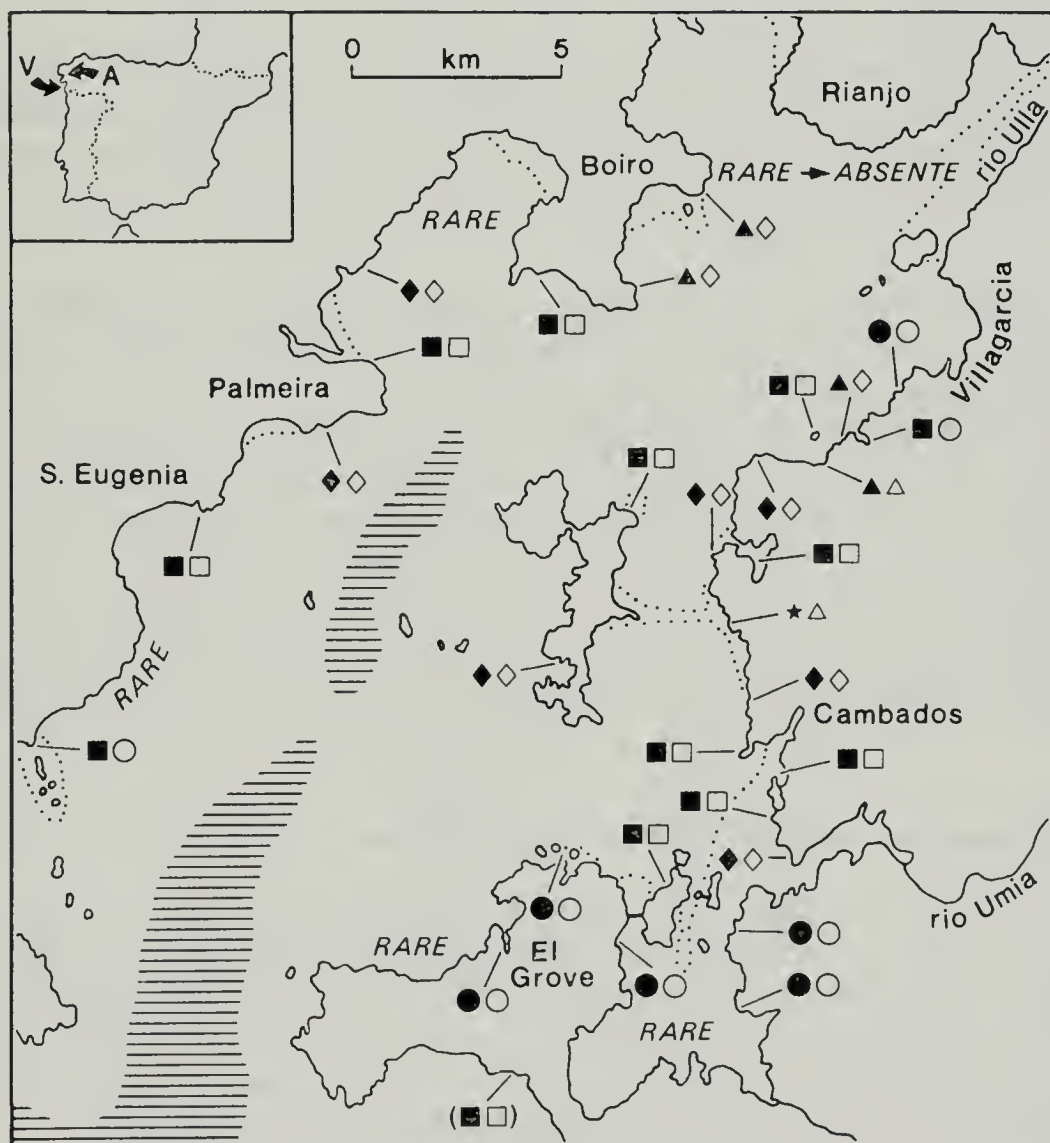 V
A
0 5
km
Rianjo
Boiro
RARE → ABSENTE
rio Ulla
RARE
Villagarcia
Palmeira
S. Eugenia
RARE
Cambados
RARE
El
Grove
rio Umia
RARE
( )